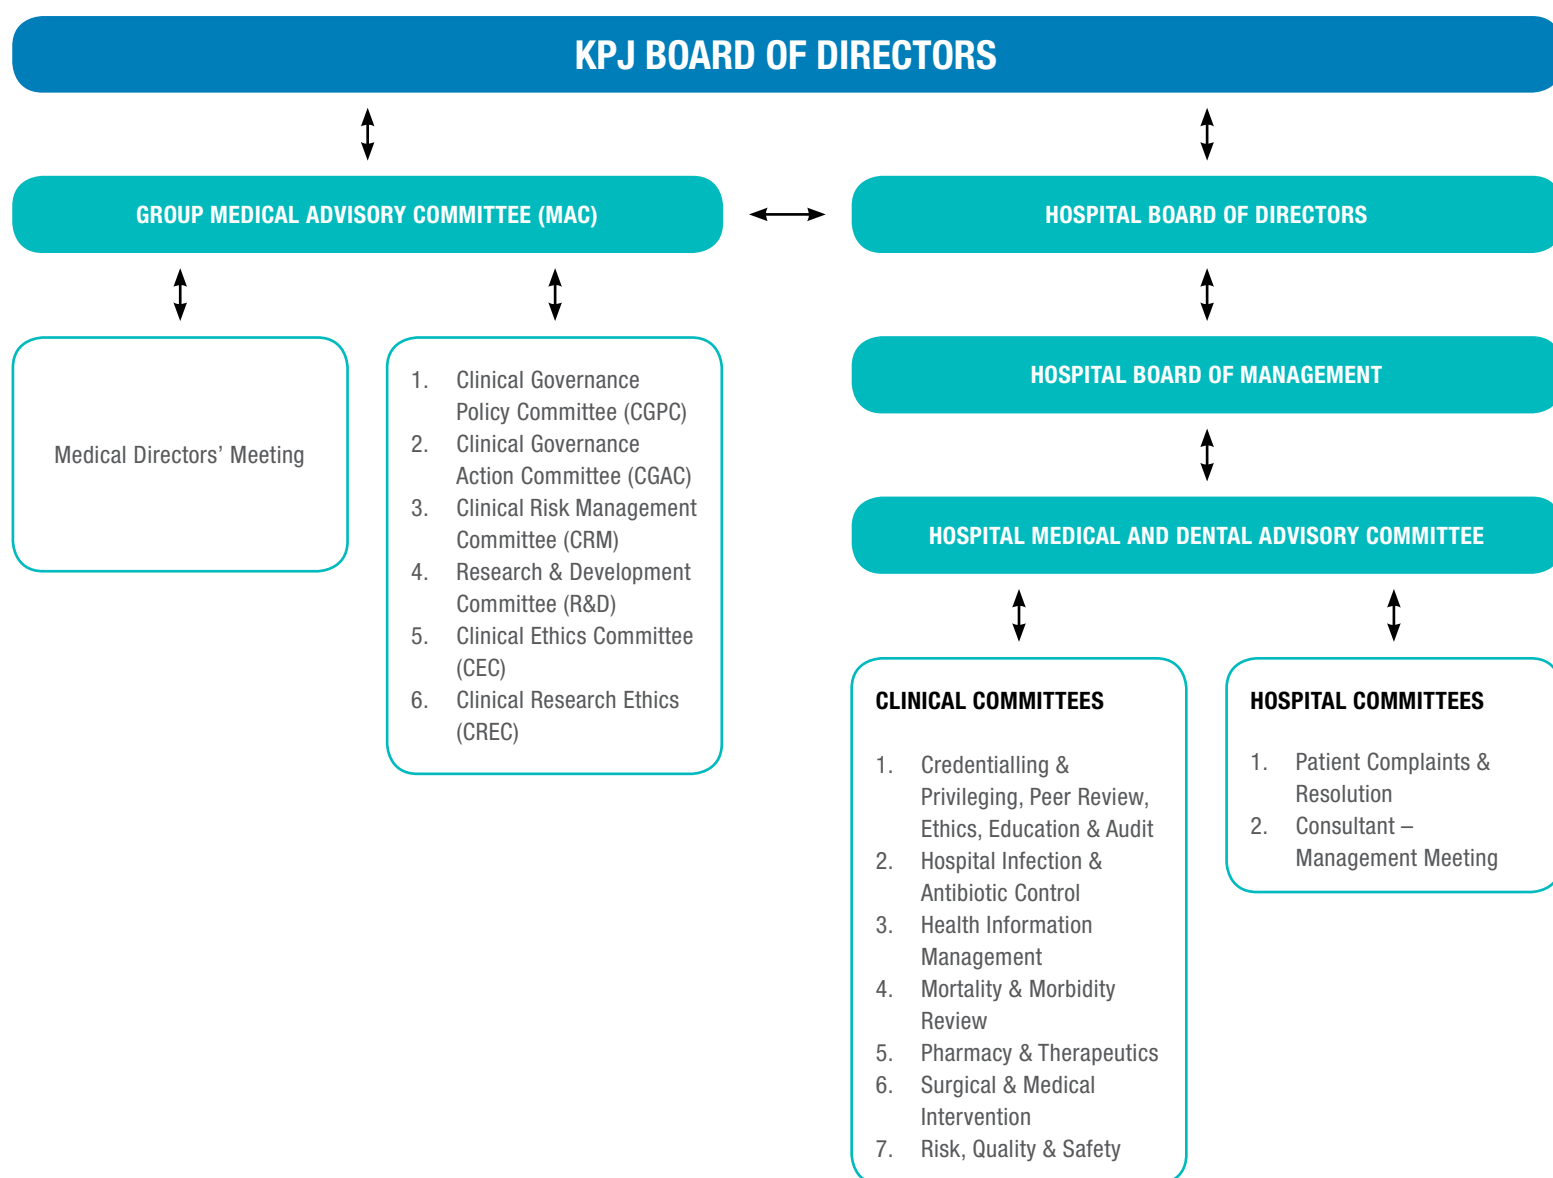 KPJ BOARD OF DIRECTORS
GROUP MEDICAL ADVISORY COMMITTEE (MAC)
HOSPITAL BOARD OF DIRECTORS
Medical Directors' Meeting
1. Clinical Governance
Policy Committee (CGPC)
2. Clinical Governance
Action Committee (CGAC)
3. Clinical Risk Management
Committee (CRM)
4. Research & Development
Committee (R&D)
5. Clinical Ethics Committee
(CEC)
6. Clinical Research Ethics
(CREC)
HOSPITAL BOARD OF MANAGEMENT
HOSPITAL MEDICAL AND DENTAL ADVISORY COMMITTEE
CLINICAL COMMITTEES
1. Credentialling &
Privileging, Peer Review,
Ethics, Education & Audit
2. Hospital Infection &
Antibiotic Control
3. Health Information
Management
4. Mortality & Morbidity
Review
5. Pharmacy & Therapeutics
6. Surgical & Medical
Intervention
7. Risk, Quality & Safety
HOSPITAL COMMITTEES
1. Patient Complaints &
Resolution
2. Consultant –
Management Meeting